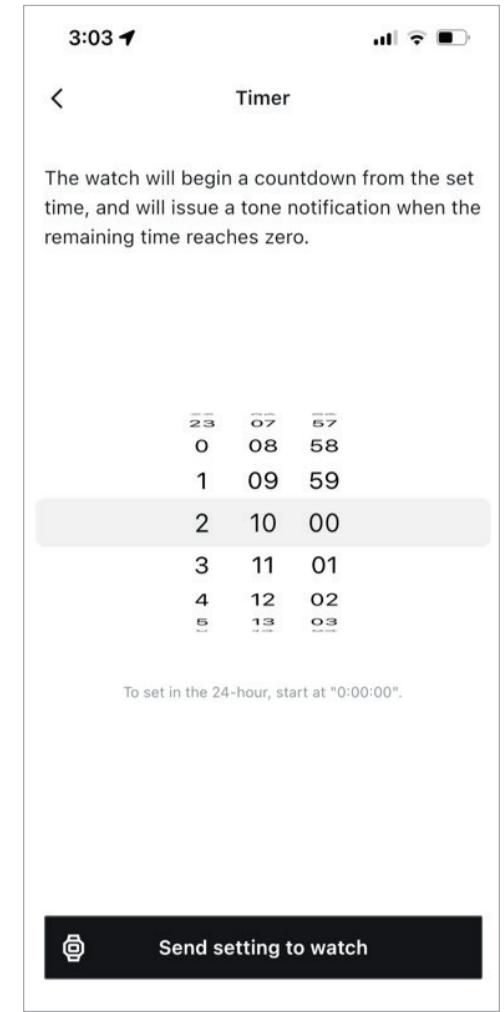 3:03
Timer
The watch will begin a countdown from the set
time, and will issue a tone notification when the
remaining time reaches zero.
23 07 57
0 08 58
1 09 59
2 10 00
3 11 01
4 12 02
5 13 03
To set in the 24-hour, start at "0:00:00".
Send setting to watch